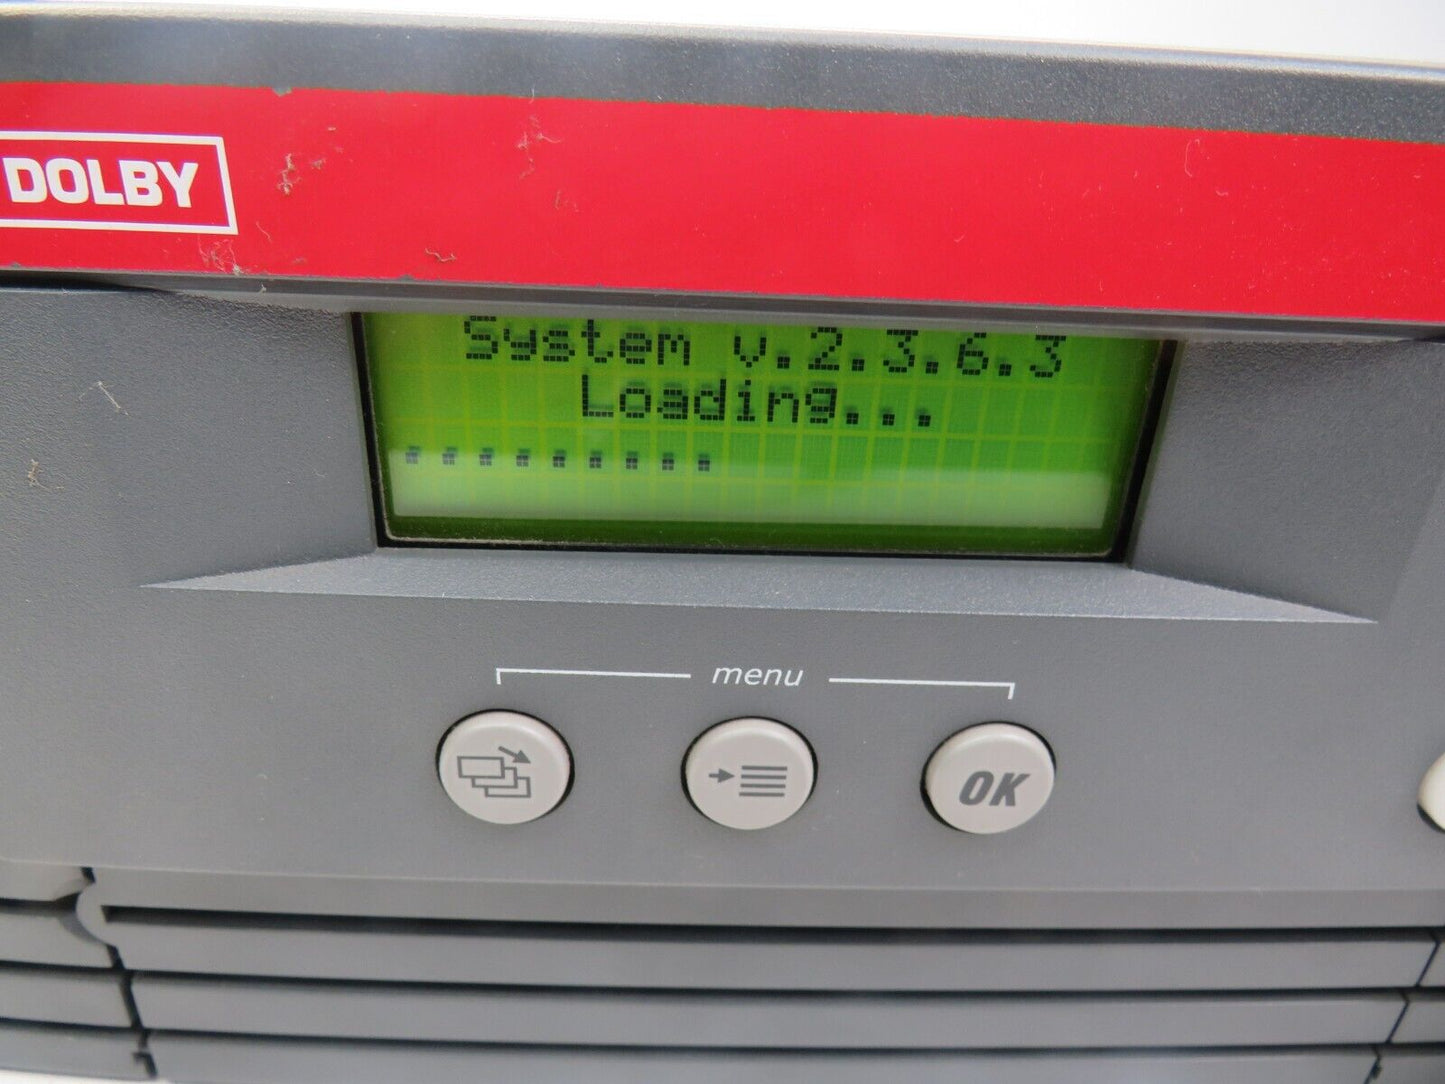 DOLBY
System v.2.3.6.3
Loading...
.........
menu
OK